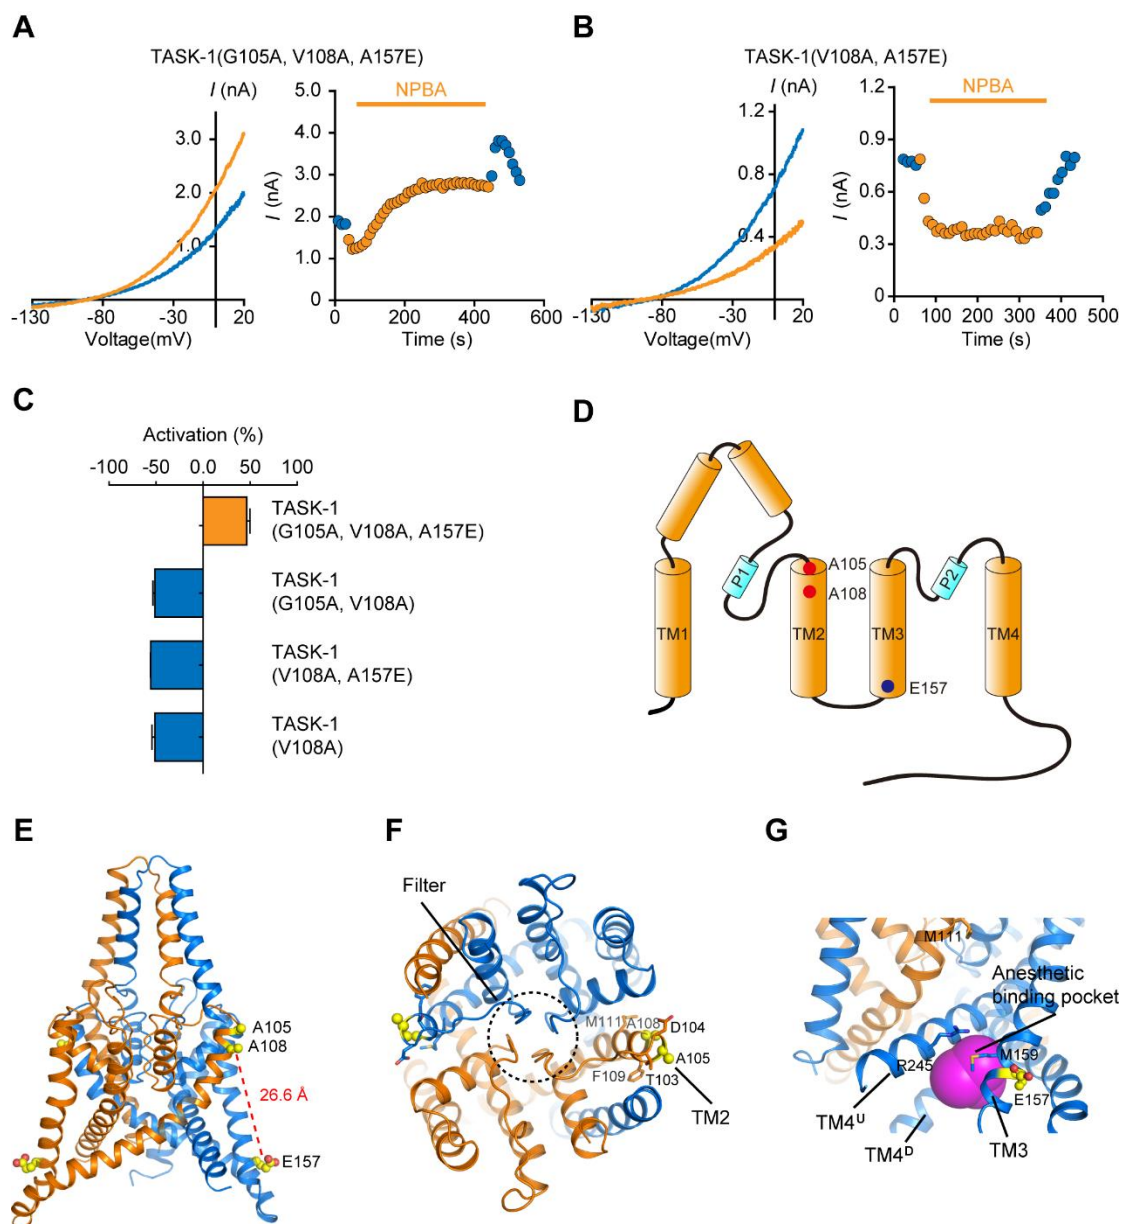 A
TASK-1(G105A, V108A, A157E)
I (nA)
3.0
2.0
1.0
-130
-80
-30
20
Voltage(mV)
NPBA
5.0
4.0
3.0
2.0
1.0
0
I (nA)
0
200
400
600
Time (s)
B
TASK-1(V108A, A157E)
I (nA)
1.2
0.8
0.4
-130
-80
-30
20
Voltage(mV)
NPBA
1.2
0.9
0.6
0.3
0
I (nA)
0
100
200
300
400
500
Time (s)
C
Activation (%)
-100
-50
0.0
50
100
TASK-1
(G105A, V108A, A157E)
TASK-1
(G105A, V108A)
TASK-1
(V108A, A157E)
TASK-1
(V108A)
D
P1
A105
A108
P2
TM1
TM2
TM3
TM4
E157
E
A105
A108
26.6 Å
E157
F
Filter
M111
A108
D104
A105
F109
T103
TM2
G
M111
Anesthetic
binding pocket
R245
M159
E157
TM4U
TM4D
TM3